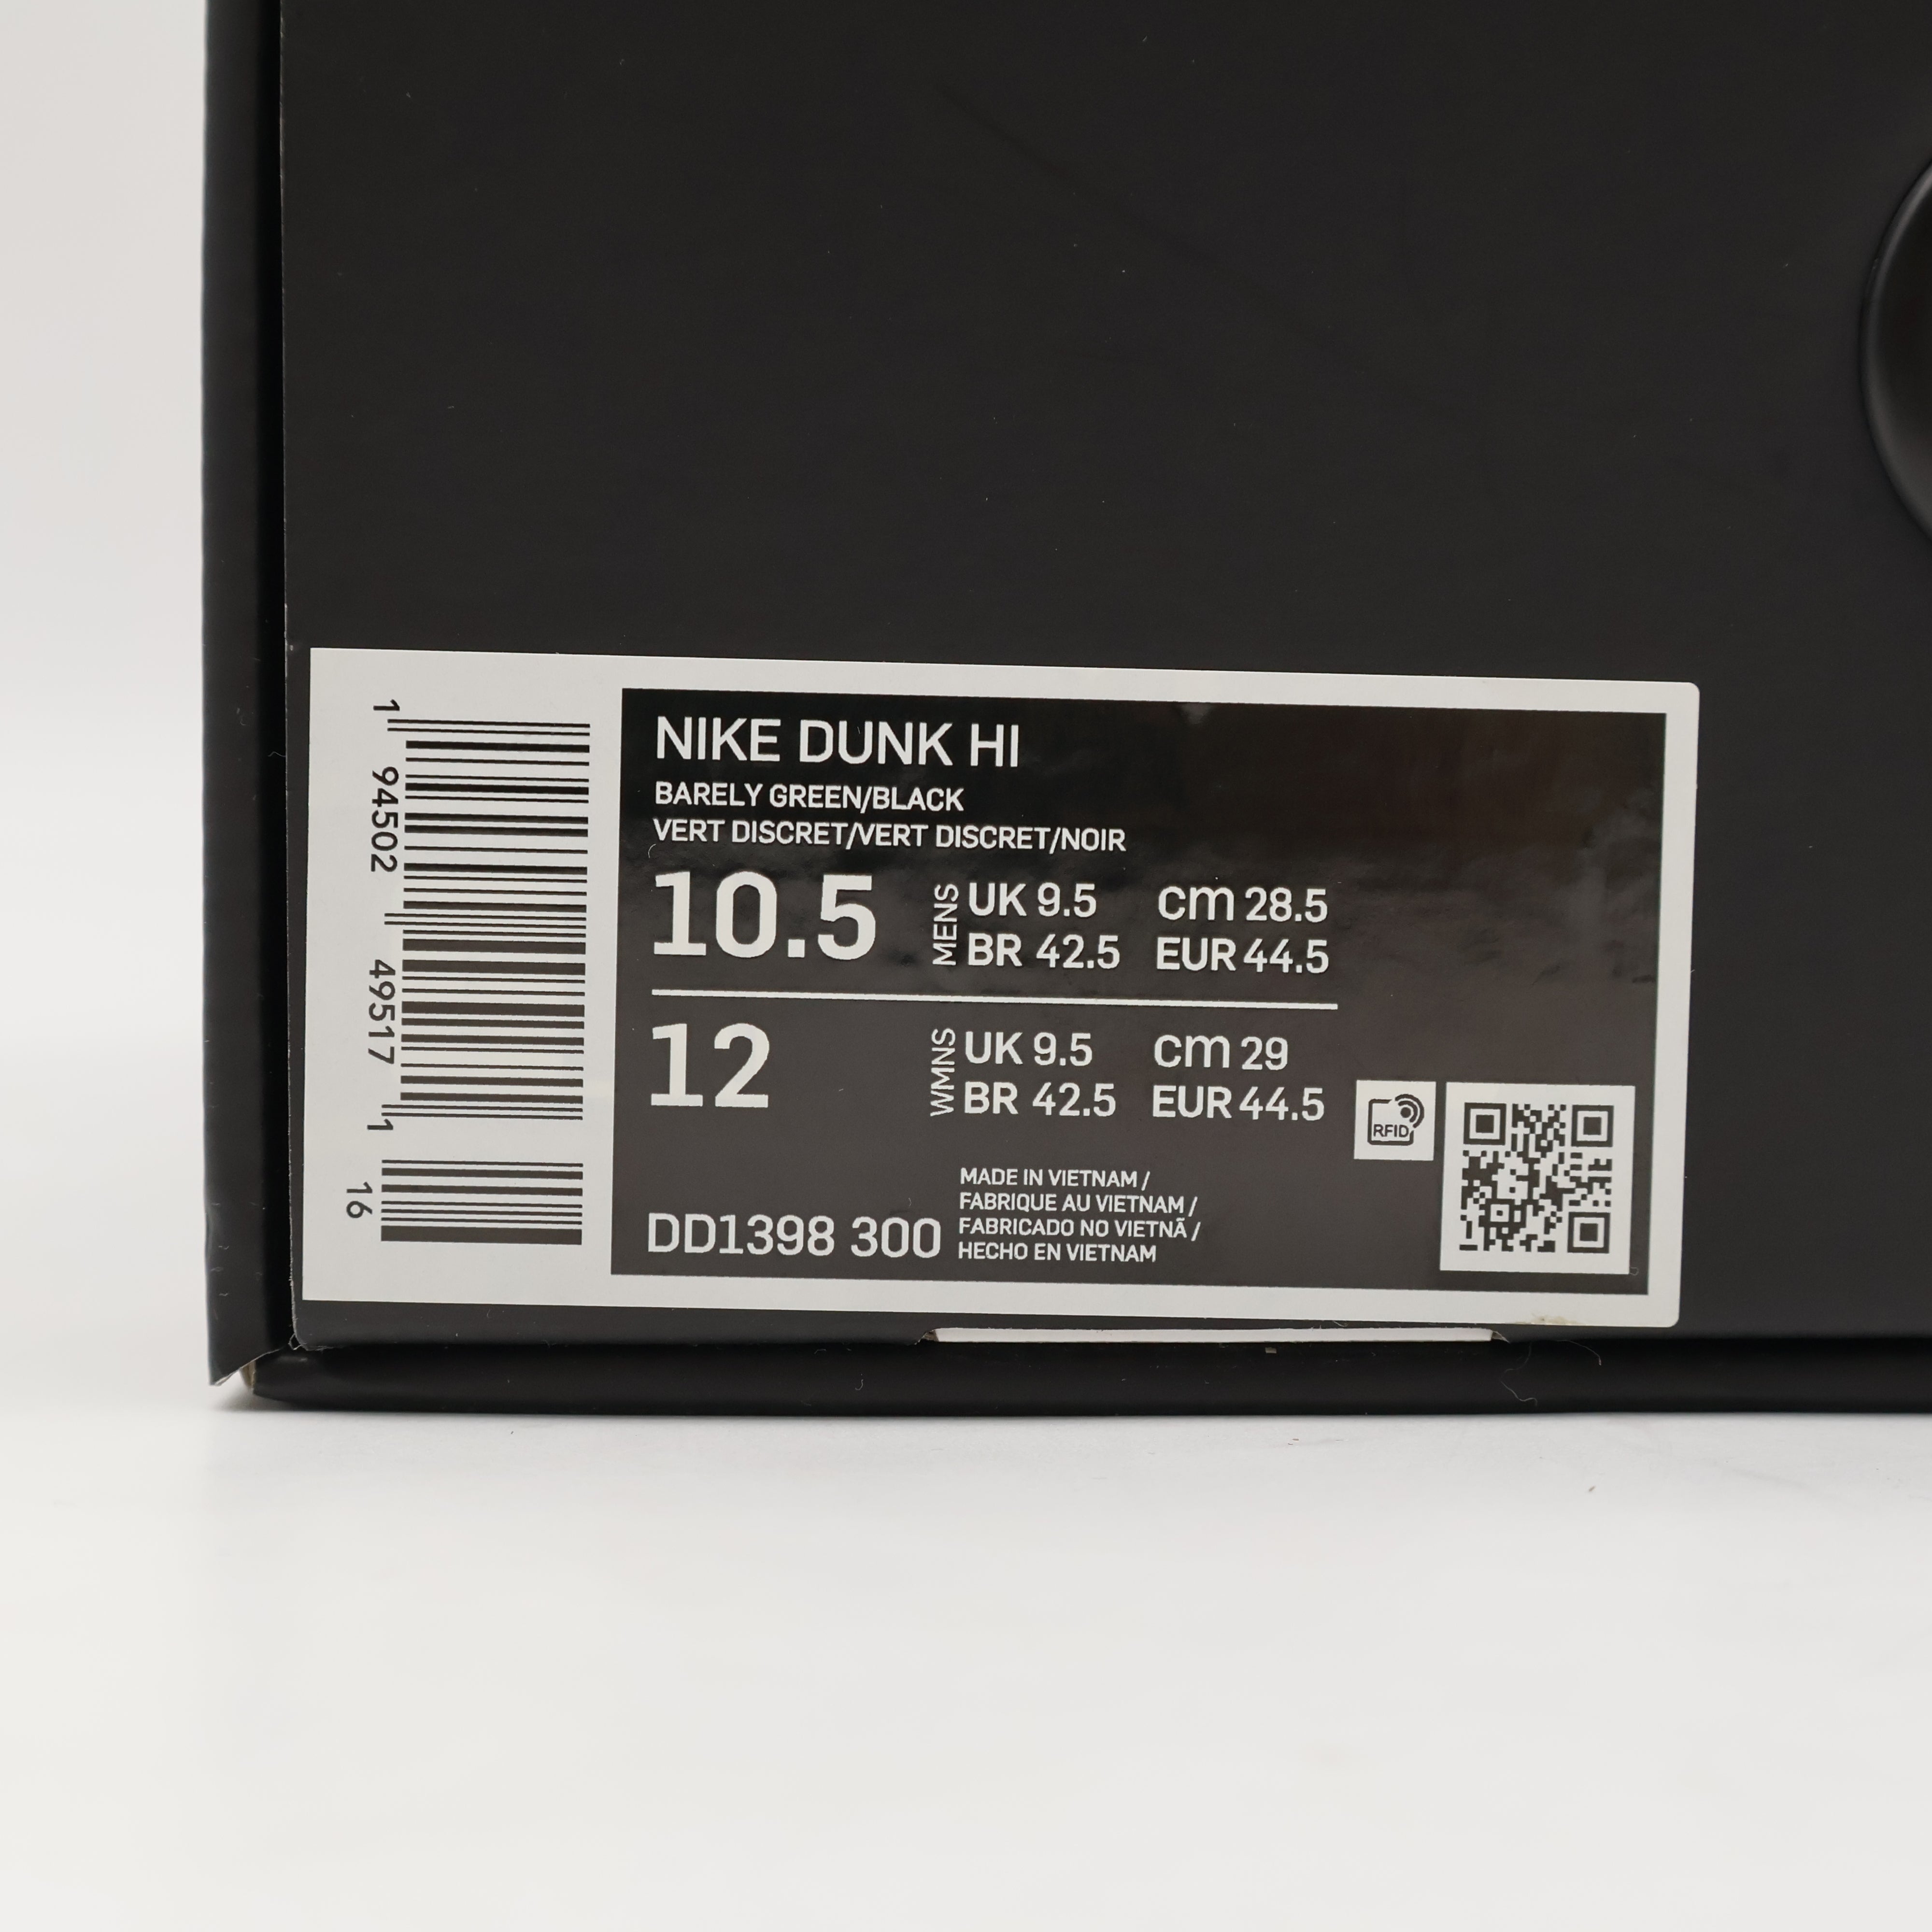 1 94502 49517 1
16
NIKE DUNK HI
BARELY GREEN/BLACK
VERT DISCRET/VERT DISCRET/NOIR
10.5 MENS UK 9.5 cm 28.5
BR 42.5 EUR 44.5
12 WMNS UK 9.5 cm 29
BR 42.5 EUR 44.5
RFID
DD1398 300
MADE IN VIETNAM /
FABRIQUE AU VIETNAM /
FABRICADO NO VIETNÃ /
HECHO EN VIETNAM